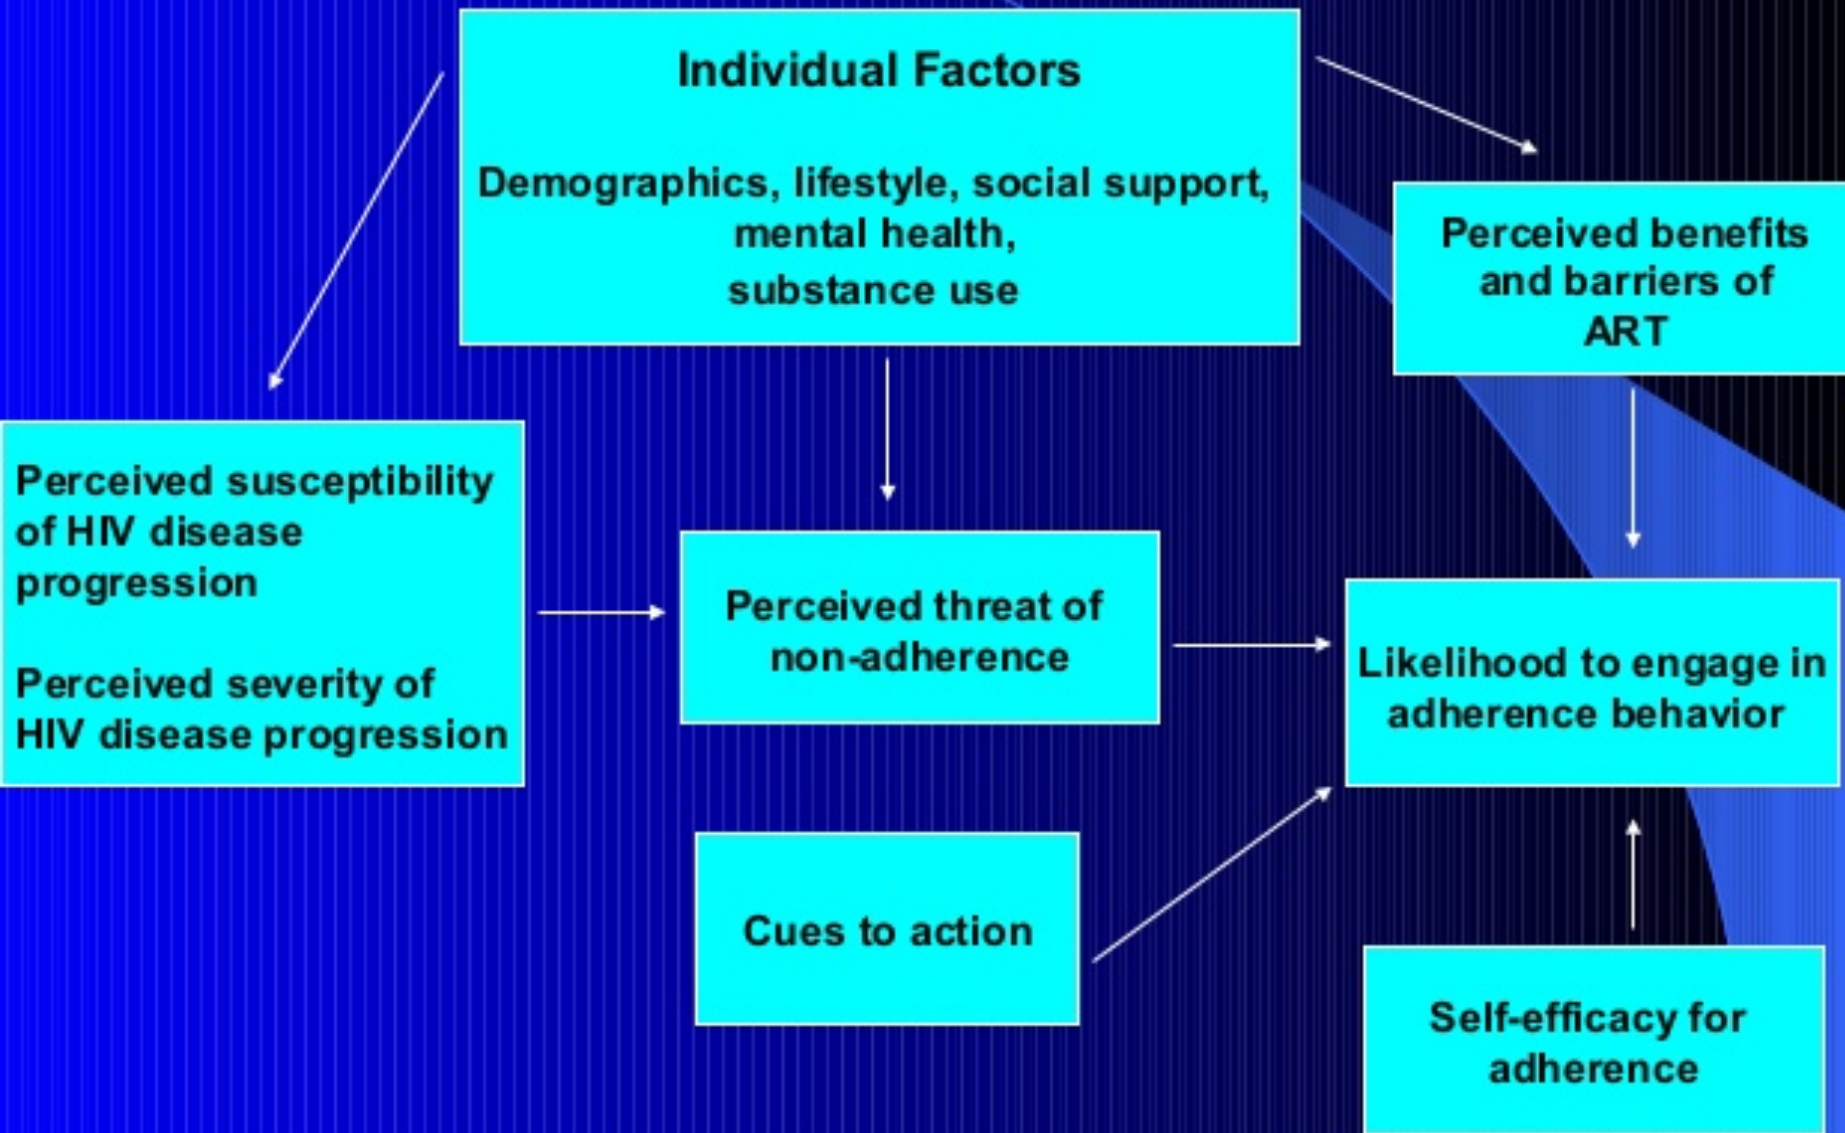 Individual Factors
Demographics, lifestyle, social support,
mental health,
substance use
Perceived benefits
and barriers of
ART
Perceived susceptibility
of HIV disease
progression
Perceived severity of
HIV disease progression
Perceived threat of
non-adherence
Likelihood to engage in
adherence behavior
Cues to action
Self-efficacy for
adherence